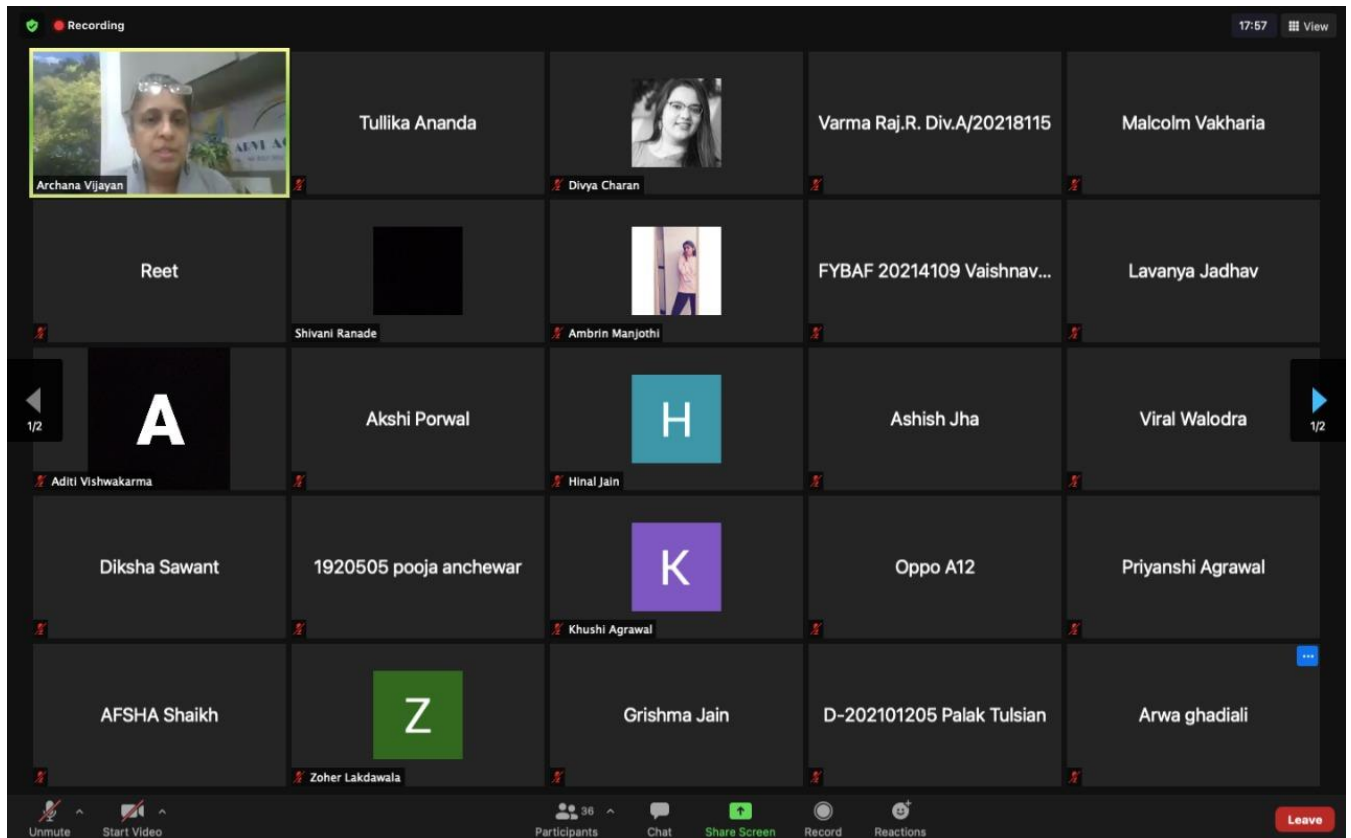 Recording
17:57
View
ARVI AC
Archana Vijayan
Tullika Ananda
Divya Charan
Varma Raj.R. Div.A/20218115
Malcolm Vakharia
Reet
Shivani Ranade
Ambrin Manjothi
FYBAF 20214109 Vaishnav...
Lavanya Jadhav
1/2
A
Aditi Vishwakarma
Akshi Porwal
H
Hinal Jain
Ashish Jha
Viral Walodra
1/2
Diksha Sawant
1920505 pooja anchewar
K
Khushi Agrawal
Oppo A12
Priyanshi Agrawal
AFSHA Shaikh
Z
Zoher Lakdawala
Grishma Jain
D-202101205 Palak Tulsian
Arwa ghadiali
Unmute
Start Video
36
Participants
Chat
Share Screen
Record
Reactions
Leave